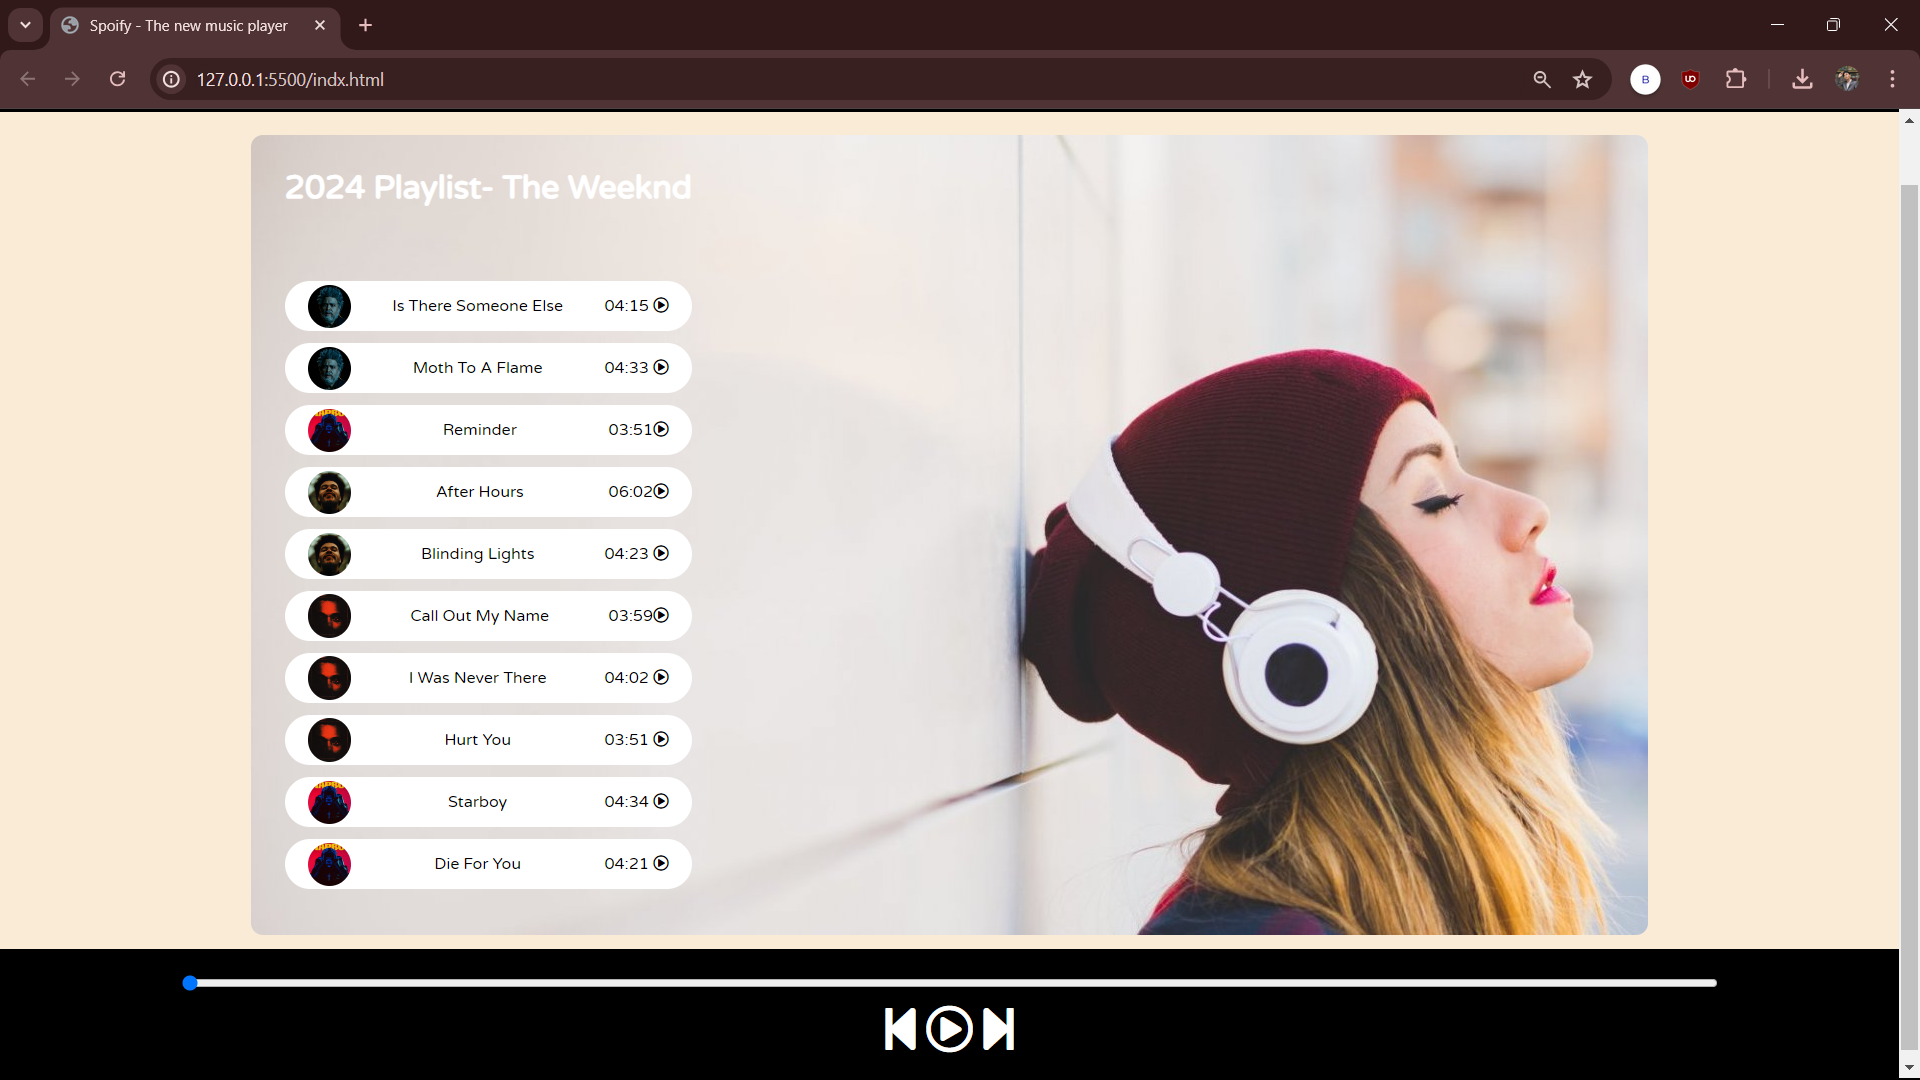 Spoify - The new music player
127.0.0.1:5500/indx.html
B
UO
2024 Playlist- The Weeknd
Is There Someone Else 04:15
Moth To A Flame 04:33
Reminder 03:51
After Hours 06:02
Blinding Lights 04:23
Call Out My Name 03:59
I Was Never There 04:02
Hurt You 03:51
Starboy 04:34
Die For You 04:21